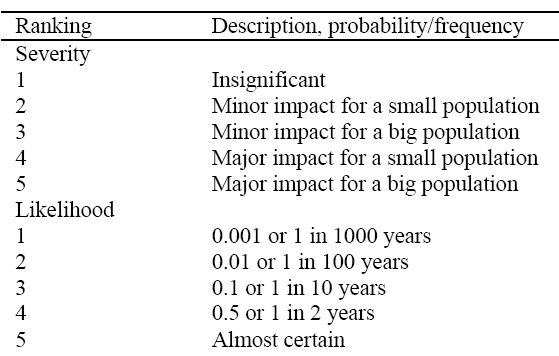 Ranking Description, probability/frequency
Severity
1 Insignificant
2 Minor impact for a small population
3 Minor impact for a big population
4 Major impact for a small population
5 Major impact for a big population
Likelihood
1 0.001 or 1 in 1000 years
2 0.01 or 1 in 100 years
3 0.1 or 1 in 10 years
4 0.5 or 1 in 2 years
5 Almost certain